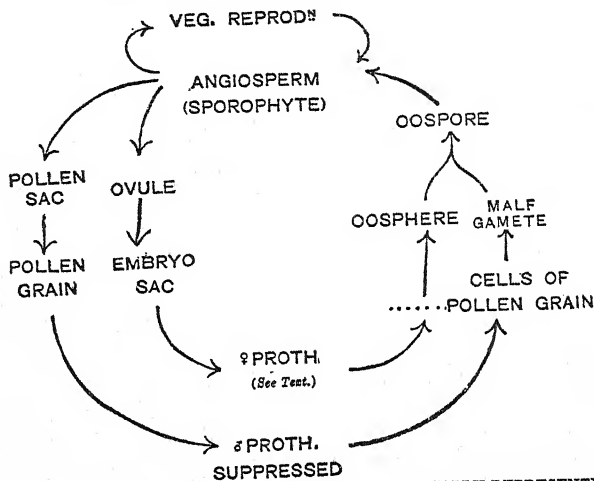 VEG. REPRODᴺ
ANGIOSPERM
(SPOROPHYTE)
OOSPORE
POLLEN
SAC
OVULE
OOSPHERE
MALF
GAMETE
POLLEN
GRAIN
EMBRYO
SAC
CELLS OF
......POLLEN GRAIN
♀PROTH.
(See Text.)
♂PROTH.
SUPPRESSED